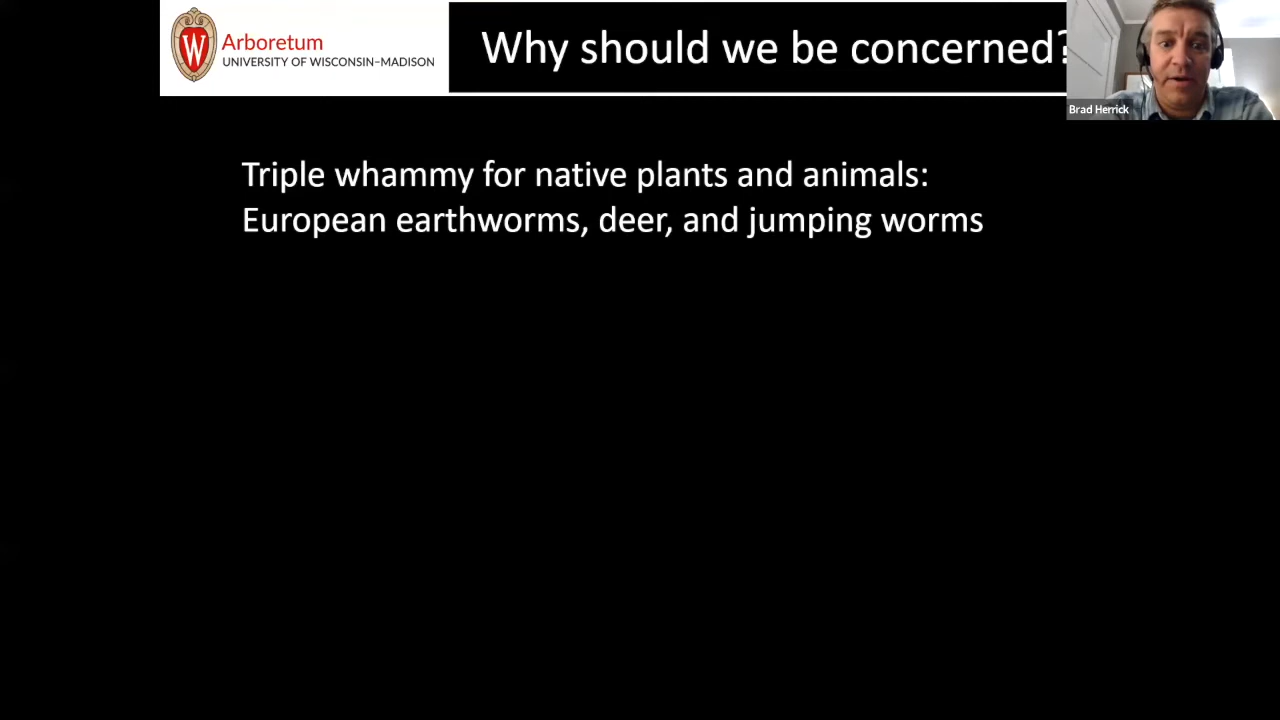 W
Arboretum
UNIVERSITY OF WISCONSIN–MADISON
Why should we be concerned?
Brad Herrick
Triple whammy for native plants and animals:
European earthworms, deer, and jumping worms